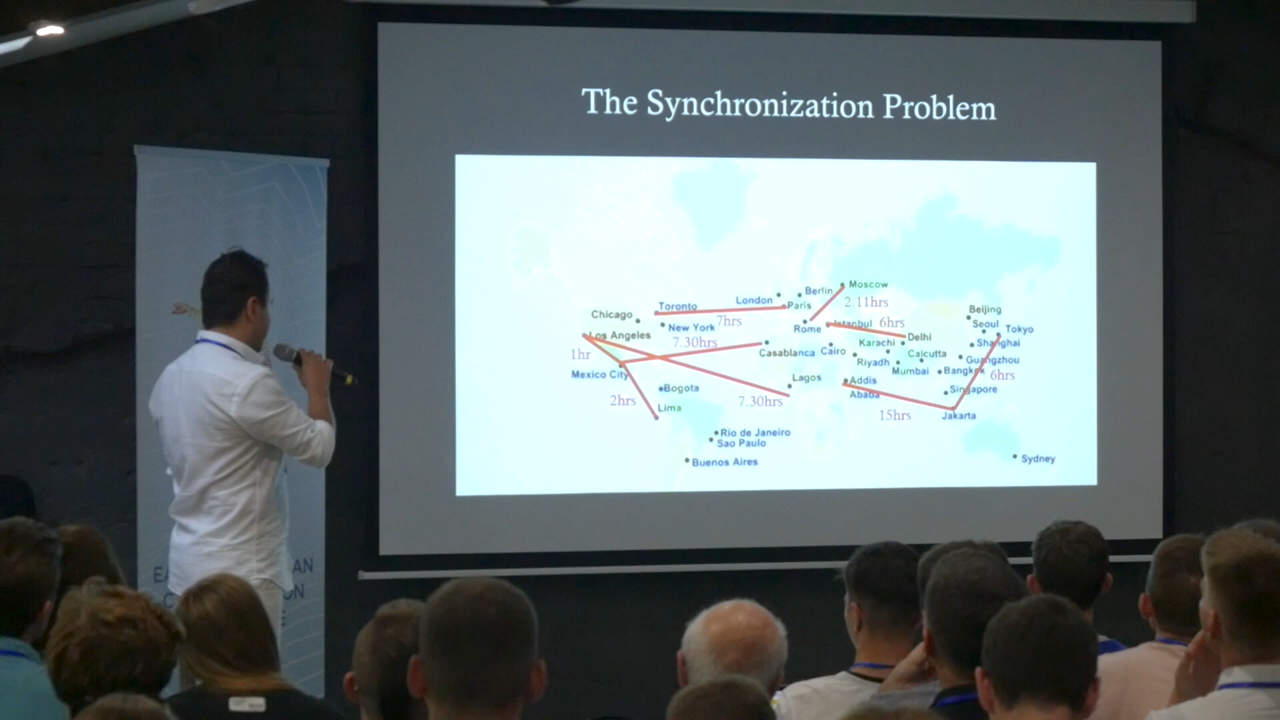 The Synchronization Problem
Moscow
Berlin
London
Paris
2.11hrs
Toronto
Chicago
7hrs
New York
Rome
Istanbul
6hrs
Delhi
Beijing
Seoul
Tokyo
Los Angeles
7.30hrs
Casablanca
Cairo
Karachi
Shanghai
1hr
Riyadh
Calcutta
Guangzhou
Mexico City
Mumbai
Bangkok
6hrs
Bogota
Lagos
Addis
Ababa
Singapore
2hrs
Lima
7.30hrs
15hrs
Jakarta
Rio de Janeiro
Sao Paulo
Buenos Aires
Sydney